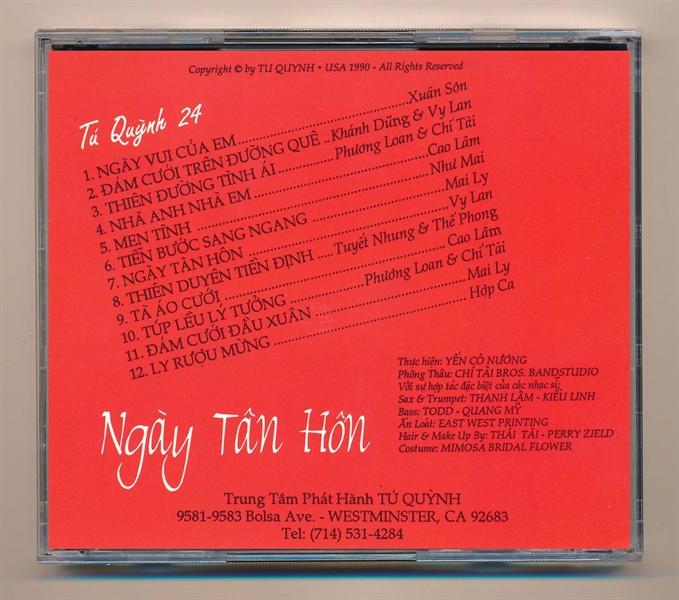 Copyright © by TU QUYNH • USA 1990 - All Rights Reserved
Tú Quỳnh 24
1. NGÀY VUI CỦA EM..............................Xuân Sơn
2. ĐÁM CƯỚI TRÊN ĐƯỜNG QUÊ ..Khánh Dũng & Vy Lan
3. THIÊN ĐƯỜNG TÌNH ÁI ..........Phương Loan & Chí Tài
4. NHÀ ANH NHÀ EM ..............................Cao Lâm
5. MEN TÌNH ........................................Như Mai
6. TIỄN BƯỚC SANG NGANG ........................Mai Ly
7. NGÀY TÂN HÔN ..................................Vy Lan
8. THIÊN DUYÊN TIỀN ĐỊNH ....Tuyết Nhung & Thế Phong
9. TÀ ÁO CƯỚI ......................................Cao Lâm
10. TÚP LỀU LÝ TƯỞNG ................Phương Loan & Chí Tài
11. ĐÁM CƯỚI ĐẦU XUÂN ............................Mai Ly
12. LY RƯỢU MỪNG ..................................Hợp Ca
Thực hiện: YẾN CÔ NƯƠNG
Phòng Thâu: CHÍ TÀI BROS. BANDSTUDIO
Với sự hợp tác đặc biệt của các nhạc sĩ:
Sax & Trumpet: THANH LÂM - KIỀU LINH
Bass: TODD - QUANG MỸ
Ấn Loát: EAST WEST PRINTING
Hair & Make Up By: THÁI TÀI - PERRY ZIELD
Costume: MIMOSA BRIDAL FLOWER
Ngày Tân Hôn
Trung Tâm Phát Hành TÚ QUỲNH
9581-9583 Bolsa Ave. - WESTMINSTER, CA 92683
Tel: (714) 531-4284